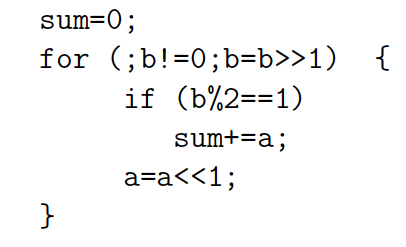 sum=0;
for (;b!=0;b=b>>1) {
if (b%2==1)
sum+=a;
a=a<<1;
}